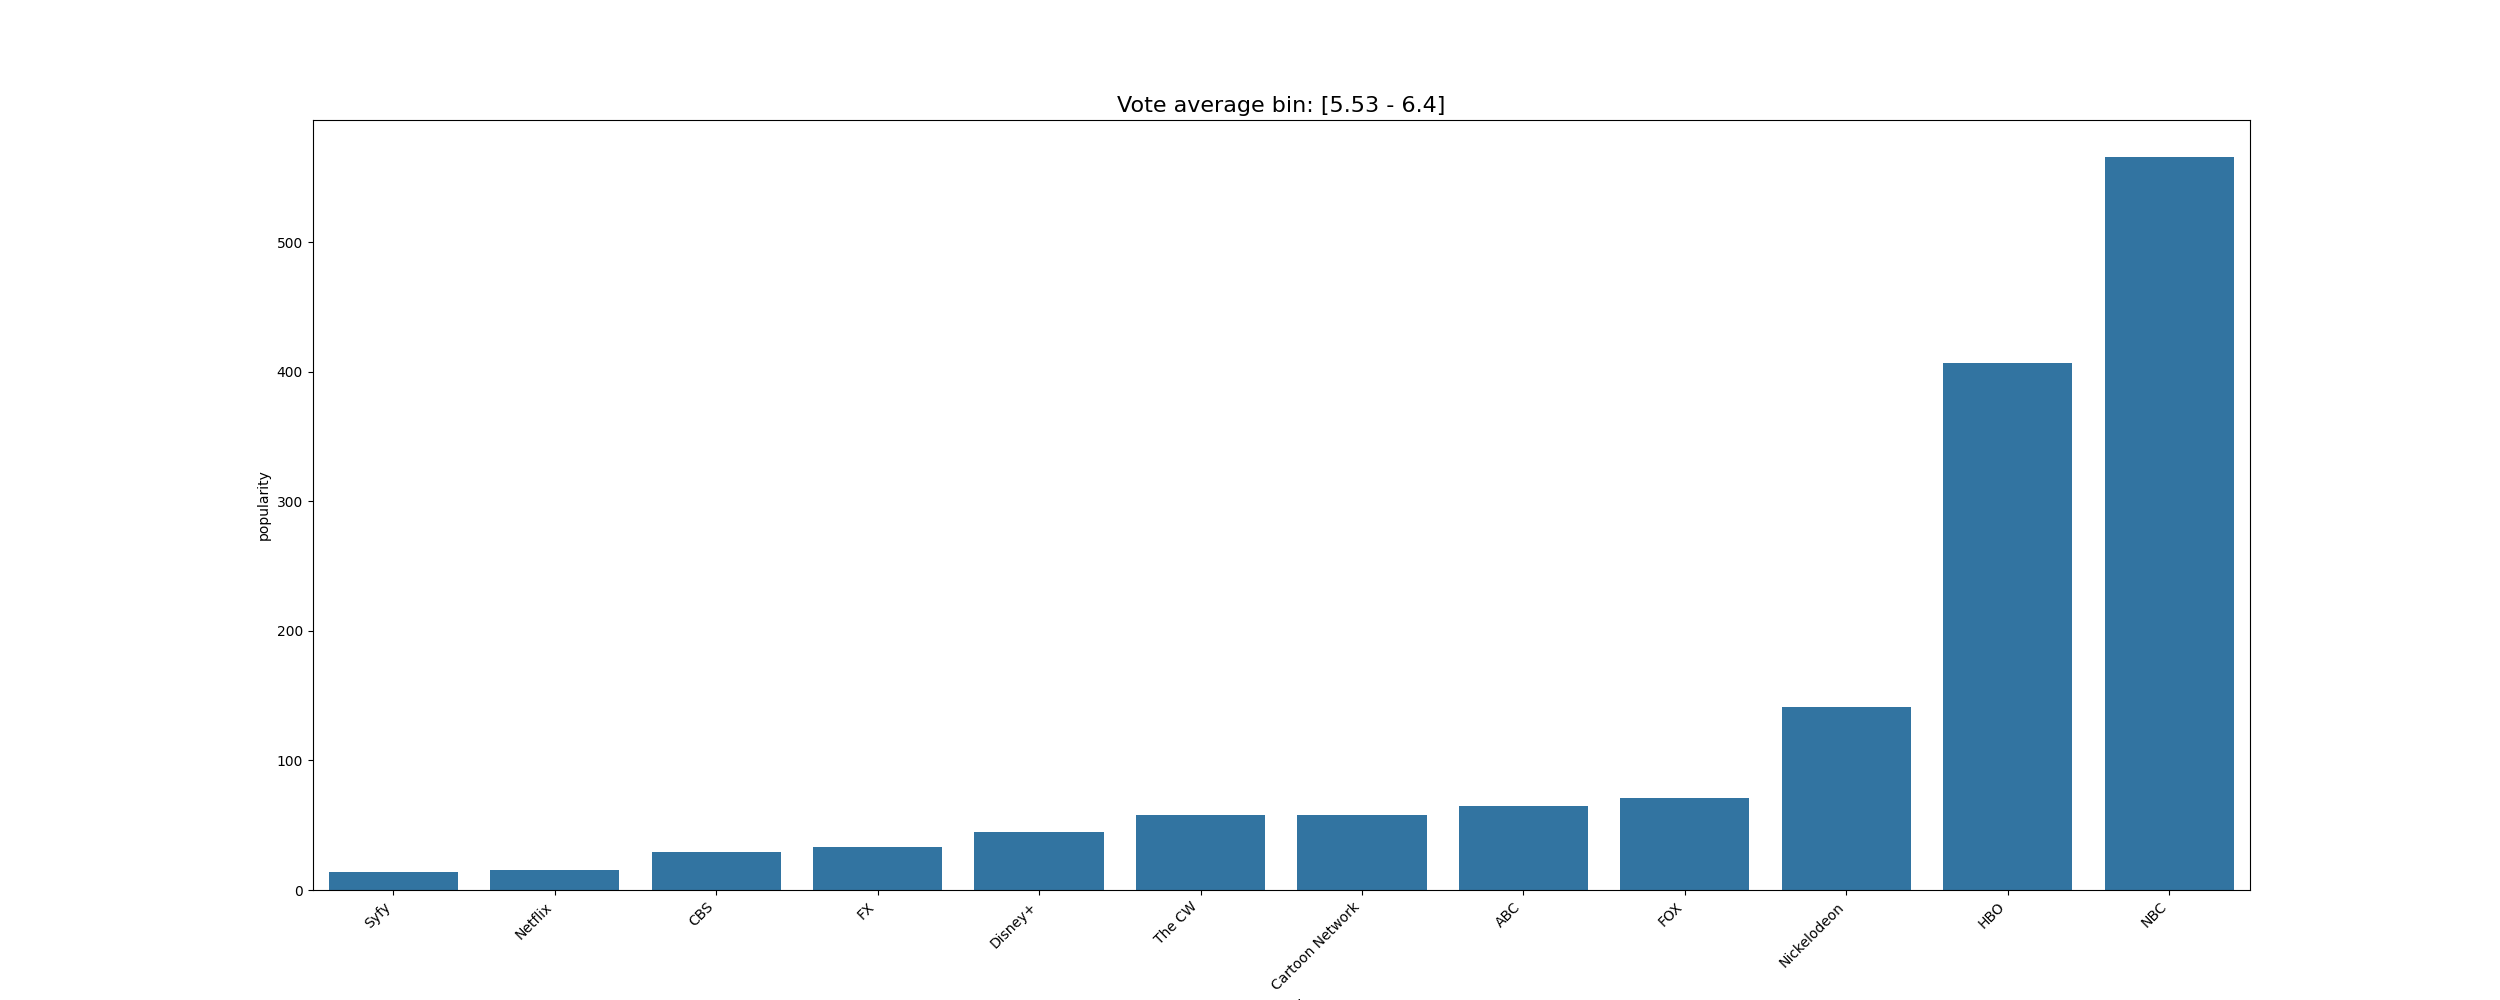 Vote average bin: [5.53 - 6.4]
popularity
500
400
300
200
100
0
Syfy
Netflix
CBS
FX
Disney+
The CW
Cartoon Network
ABC
FOX
Nickelodeon
HBO
NBC